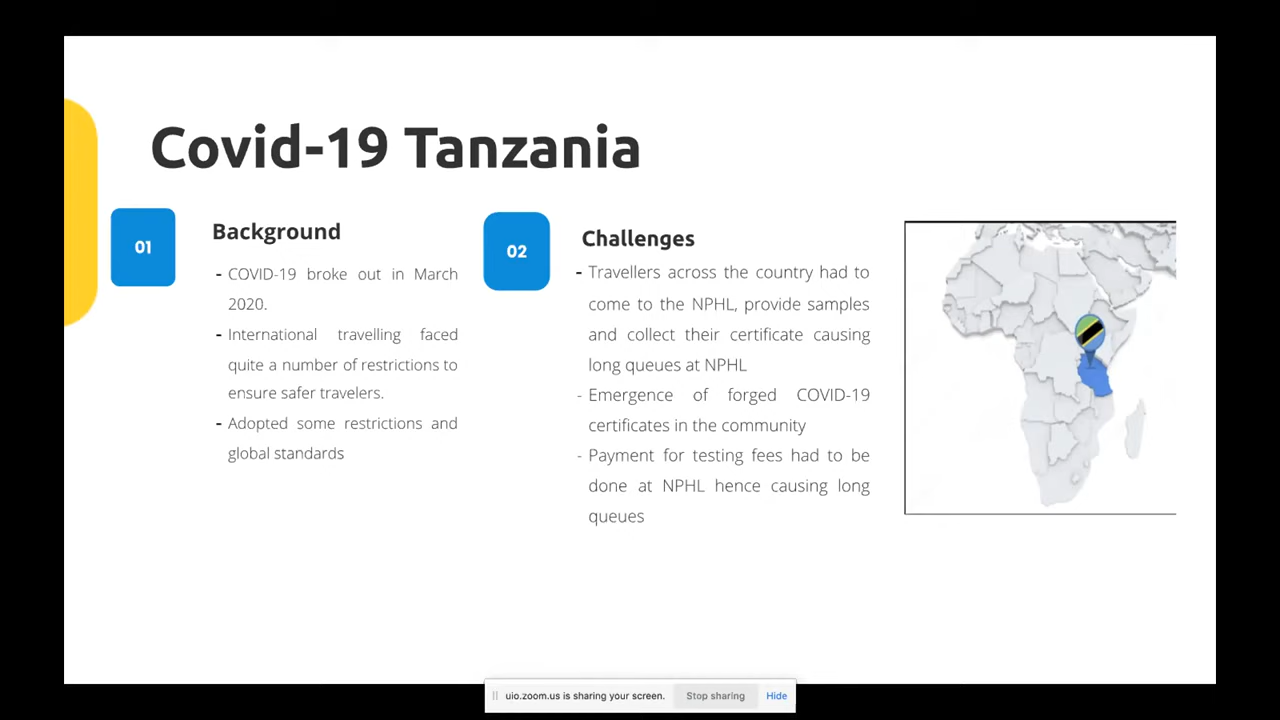 Covid-19 Tanzania
01
Background
- COVID-19 broke out in March
2020.
- International travelling faced
quite a number of restrictions to
ensure safer travelers.
- Adopted some restrictions and
global standards
02
Challenges
- Travellers across the country had to
come to the NPHL, provide samples
and collect their certificate causing
long queues at NPHL
- Emergence of forged COVID-19
certificates in the community
- Payment for testing fees had to be
done at NPHL hence causing long
queues
uio.zoom.us is sharing your screen.
Stop sharing
Hide